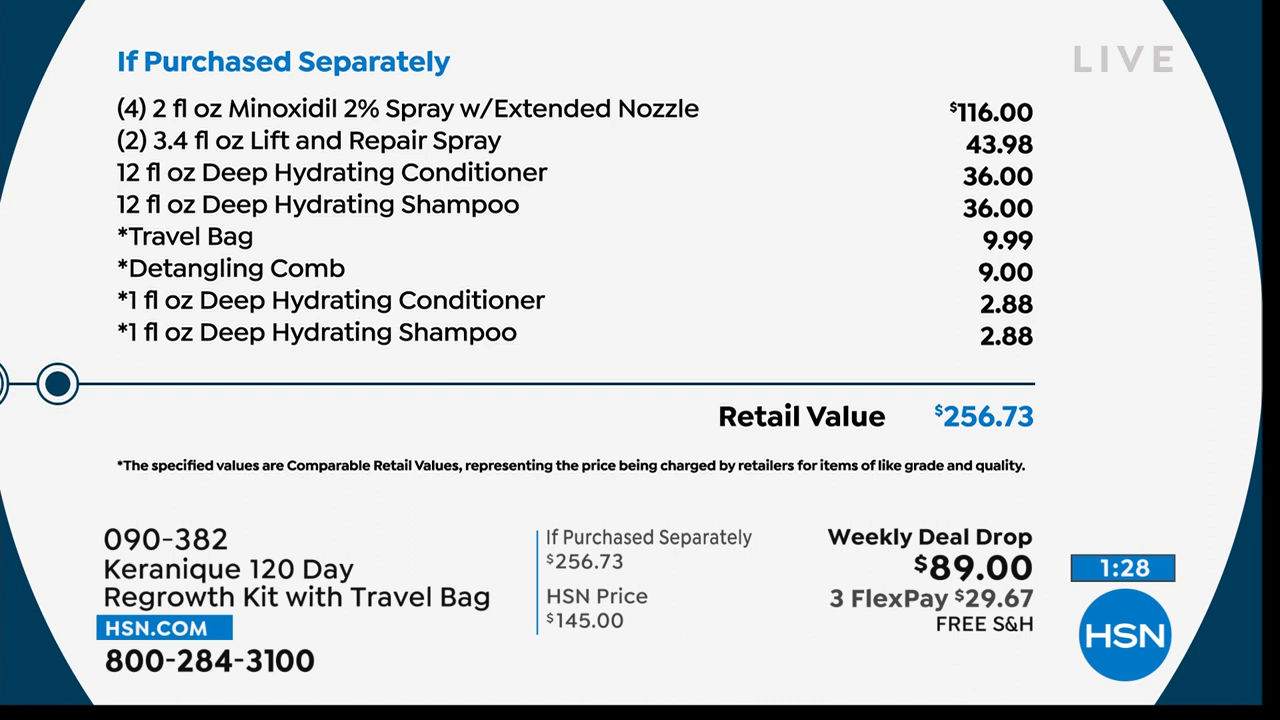 If Purchased Separately
LIVE
(4) 2 fl oz Minoxidil 2% Spray w/Extended Nozzle $116.00
(2) 3.4 fl oz Lift and Repair Spray 43.98
12 fl oz Deep Hydrating Conditioner 36.00
12 fl oz Deep Hydrating Shampoo 36.00
*Travel Bag 9.99
*Detangling Comb 9.00
*1 fl oz Deep Hydrating Conditioner 2.88
*1 fl oz Deep Hydrating Shampoo 2.88
Retail Value $256.73
*The specified values are Comparable Retail Values, representing the price being charged by retailers for items of like grade and quality.
090-382
Keranique 120 Day
Regrowth Kit with Travel Bag
HSN.COM
800-284-3100
If Purchased Separately
$256.73
HSN Price
$145.00
Weekly Deal Drop
$89.00
3 FlexPay $29.67
FREE S&H
1:28
HSN